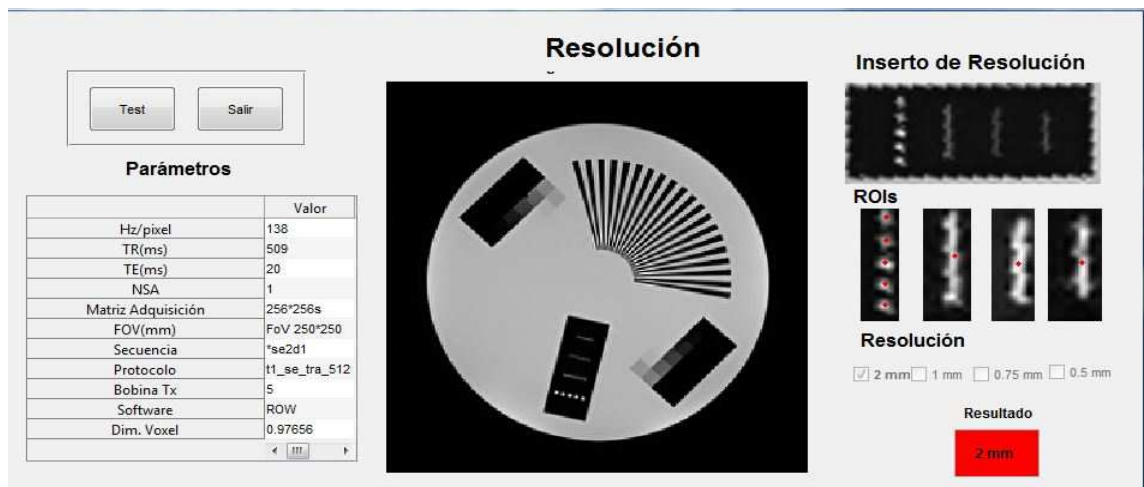 Resolución
Test
Salir
Parámetros
Valor
Hz/pixel 138
TR(ms) 509
TE(ms) 20
NSA 1
Matriz Adquisición 256*256s
FOV(mm) FoV 250*250
Secuencia *se2d1
Protocolo t1_se_tra_512
Bobina Tx 5
Software ROW
Dim. Voxel 0.97656
Inserto de Resolución
ROIs
Resolución
2 mm 1 mm 0.75 mm 0.5 mm
Resultado
2 mm